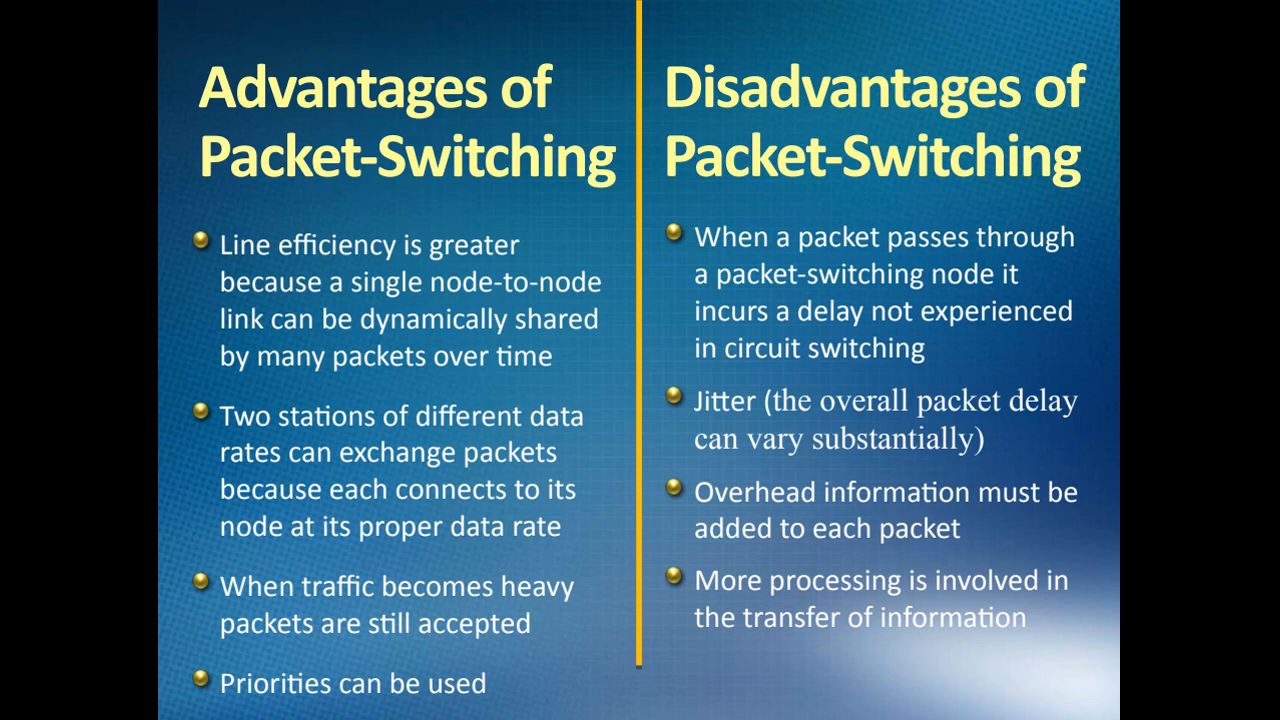 Advantages of
Packet-Switching
Line efficiency is greater
because a single node-to-node
link can be dynamically shared
by many packets over time
Two stations of different data
rates can exchange packets
because each connects to its
node at its proper data rate
When traffic becomes heavy
packets are still accepted
Priorities can be used
Disadvantages of
Packet-Switching
When a packet passes through
a packet-switching node it
incurs a delay not experienced
in circuit switching
Jitter (the overall packet delay
can vary substantially)
Overhead information must be
added to each packet
More processing is involved in
the transfer of information